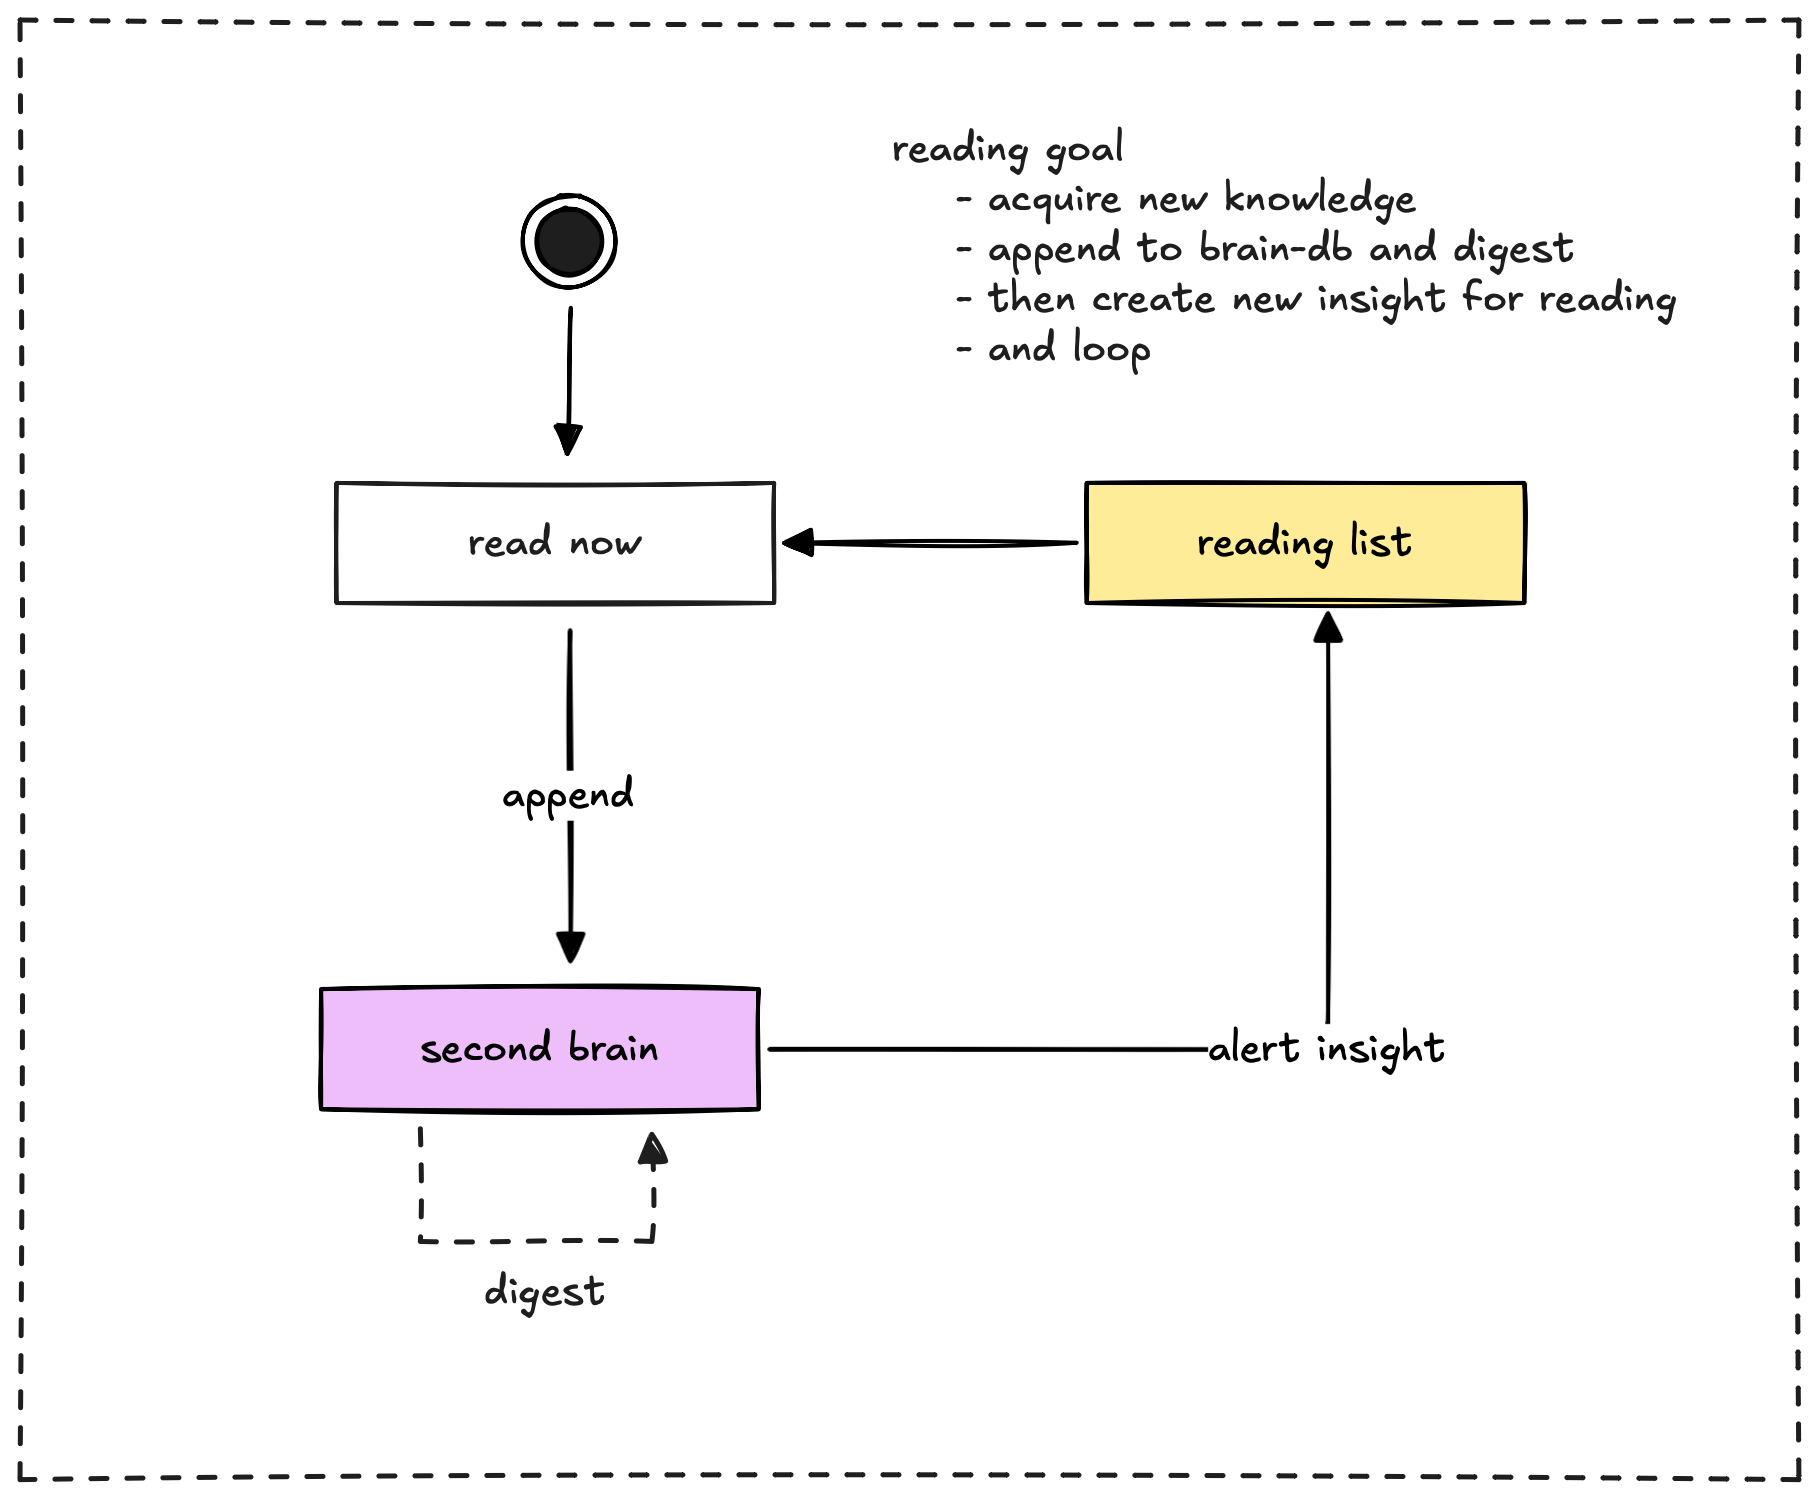 reading goal
- acquire new knowledge
- append to brain-db and digest
- then create new insight for reading
- and loop
read now
reading list
append
second brain
alert insight
digest